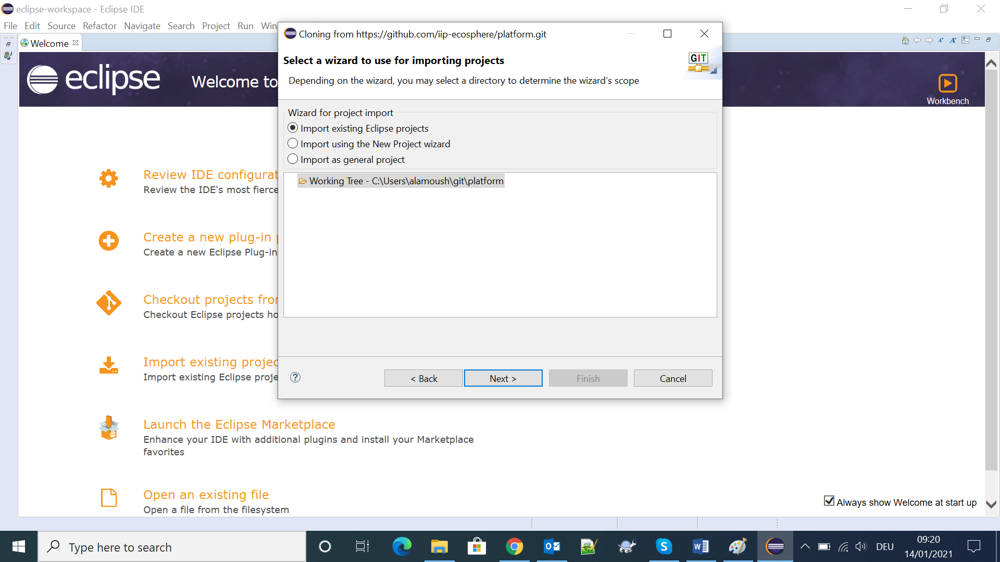 eclipse-workspace - Eclipse IDE
File Edit Source Refactor Navigate Search Project Run
Welcome
eclipse
Welcome to
Workbench
Cloning from https://github.com/iip-ecosphere/platform.git
Select a wizard to use for importing projects
GIT
Depending on the wizard, you may select a directory to determine the wizard's scope
Wizard for project import
Import existing Eclipse projects
Import using the New Project wizard
Import as general project
Working Tree - C:\Users\alamoush\git\platform
< Back
Next >
Finish
Cancel
Review IDE configurat
Review the IDE's most fierce
Create a new plug-in
Create a new Eclipse Plug-in
Checkout projects fro
Checkout Eclipse projects ho
Import existing projec
Import existing Eclipse proje
Launch the Eclipse Marketplace
Enhance your IDE with additional plugins and install your Marketplace
favorites
Open an existing file
Open a file from the filesystem
Always show Welcome at start up
Type here to search
DEU
09:20
14/01/2021